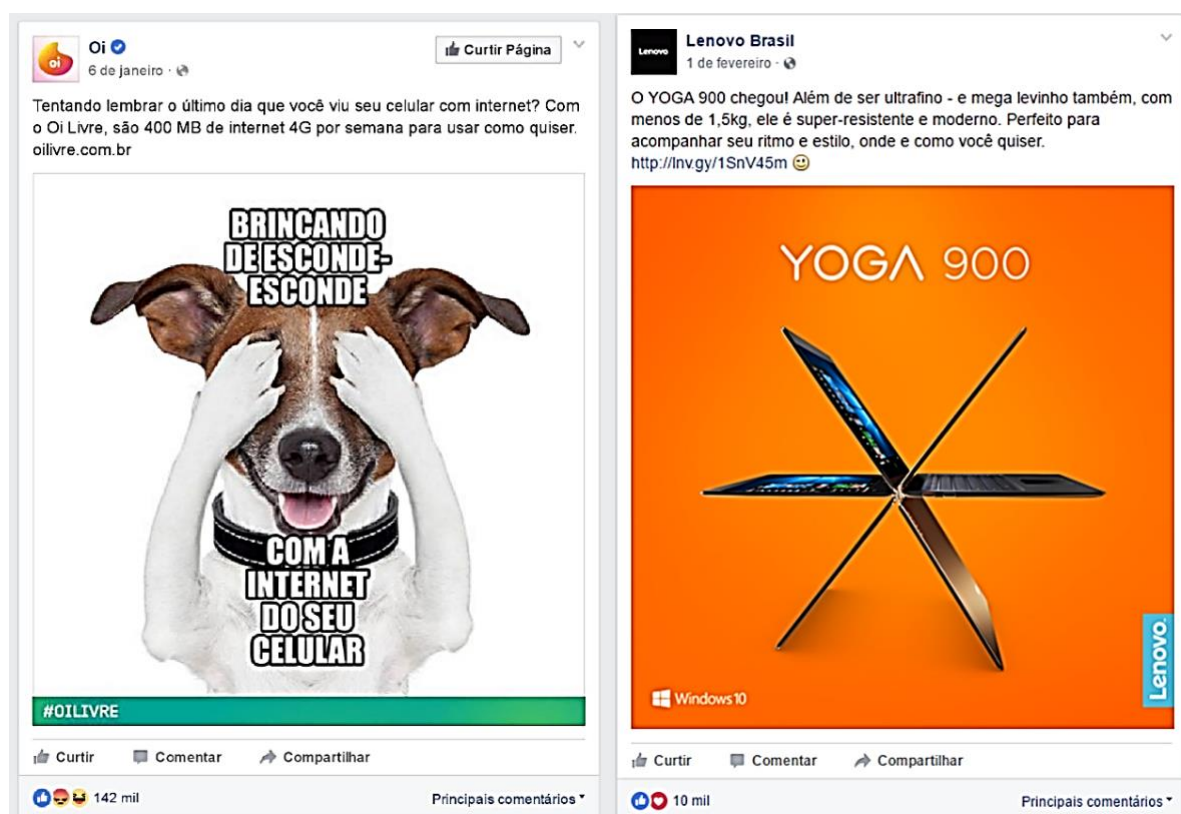 oi
Oi
6 de janeiro ·
Curtir Página
Tentando lembrar o último dia que você viu seu celular com internet? Com
o Oi Livre, são 400 MB de internet 4G por semana para usar como quiser.
oilivre.com.br
BRINCANDO
DE ESCONDE-
ESCONDE
COM A
INTERNET
DO SEU
CELULAR
#OILIVRE
Curtir Comentar Compartilhar
142 mil Principais comentários
Lenovo
Lenovo Brasil
1 de fevereiro ·
O YOGA 900 chegou! Além de ser ultrafino - e mega levinho também, com
menos de 1,5kg, ele é super-resistente e moderno. Perfeito para
acompanhar seu ritmo e estilo, onde e como você quiser.
http://lnv.gy/1SnV45m
YOGA 900
Lenovo.
Windows 10
Curtir Comentar Compartilhar
10 mil Principais comentários